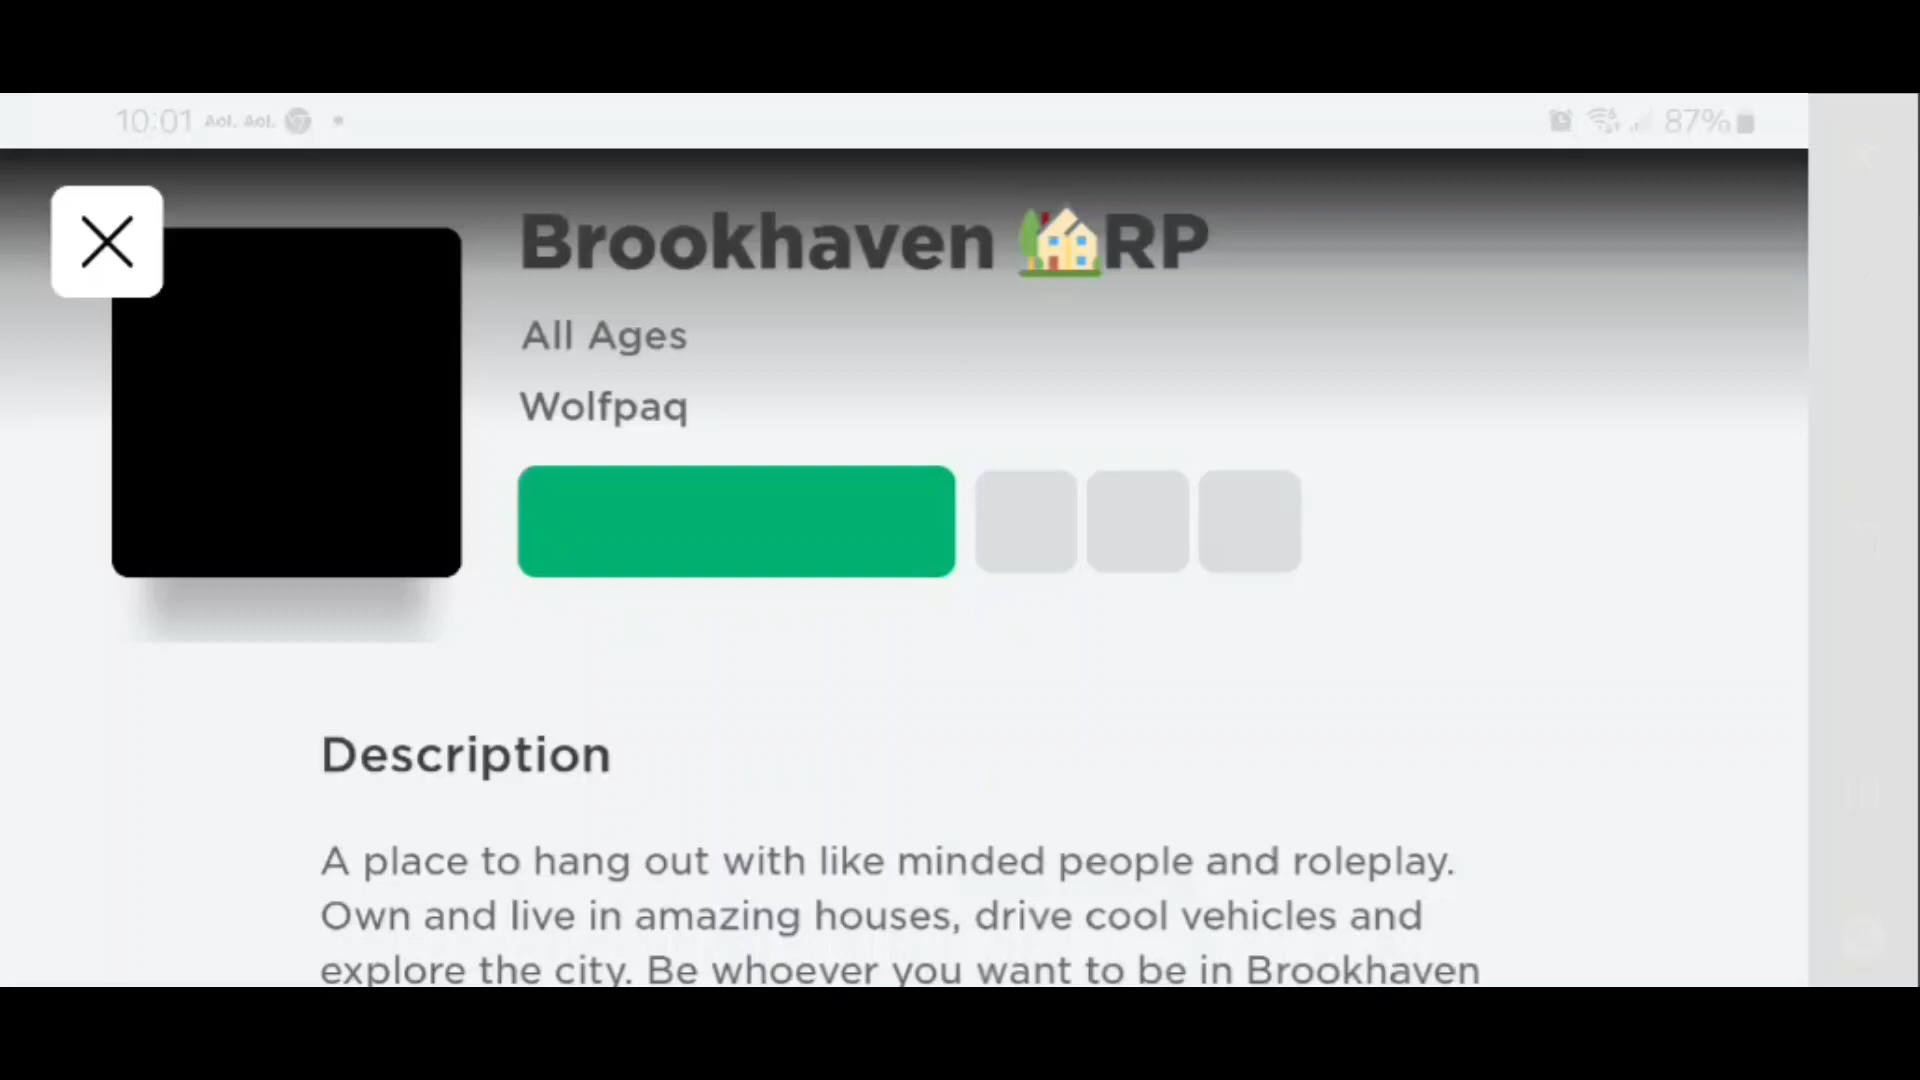 10:01 Aol. Aol. 87%
Brookhaven 🏡RP
All Ages
Wolfpaq
Description
A place to hang out with like minded people and roleplay.
Own and live in amazing houses, drive cool vehicles and
explore the city. Be whoever you want to be in Brookhaven